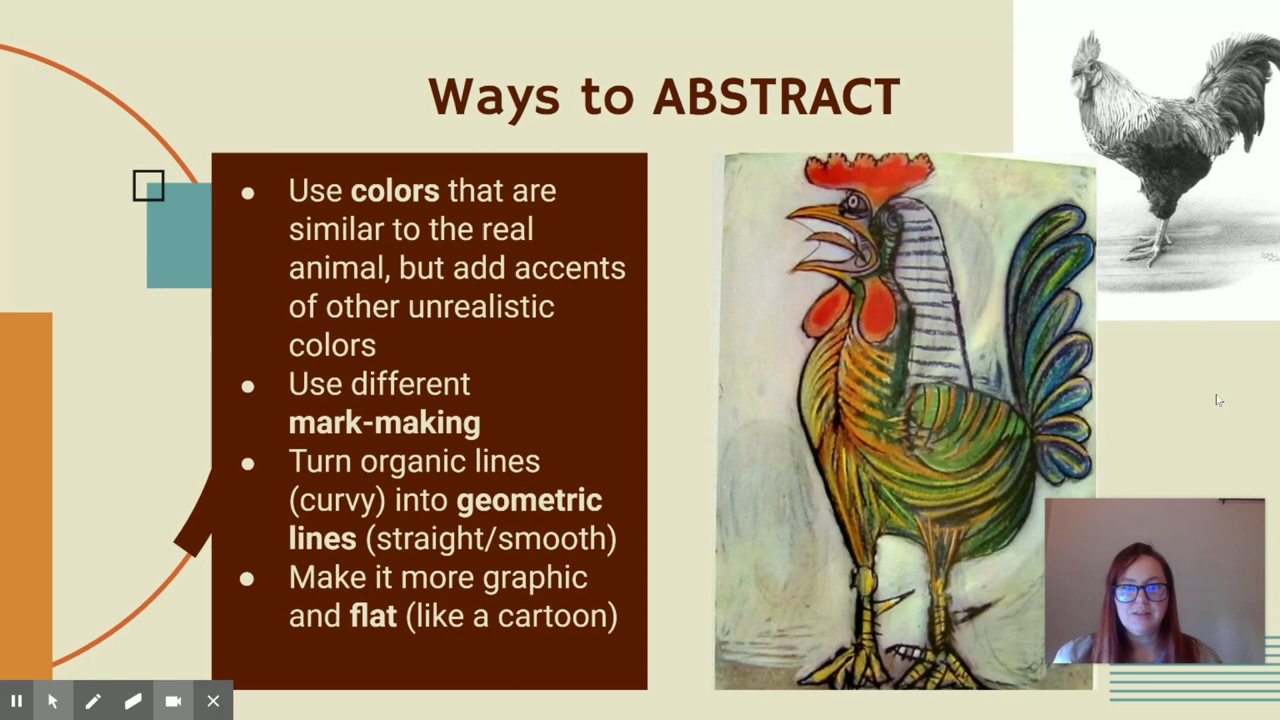 Ways to ABSTRACT
● Use colors that are
similar to the real
animal, but add accents
of other unrealistic
colors
● Use different
mark-making
● Turn organic lines
(curvy) into geometric
lines (straight/smooth)
● Make it more graphic
and flat (like a cartoon)